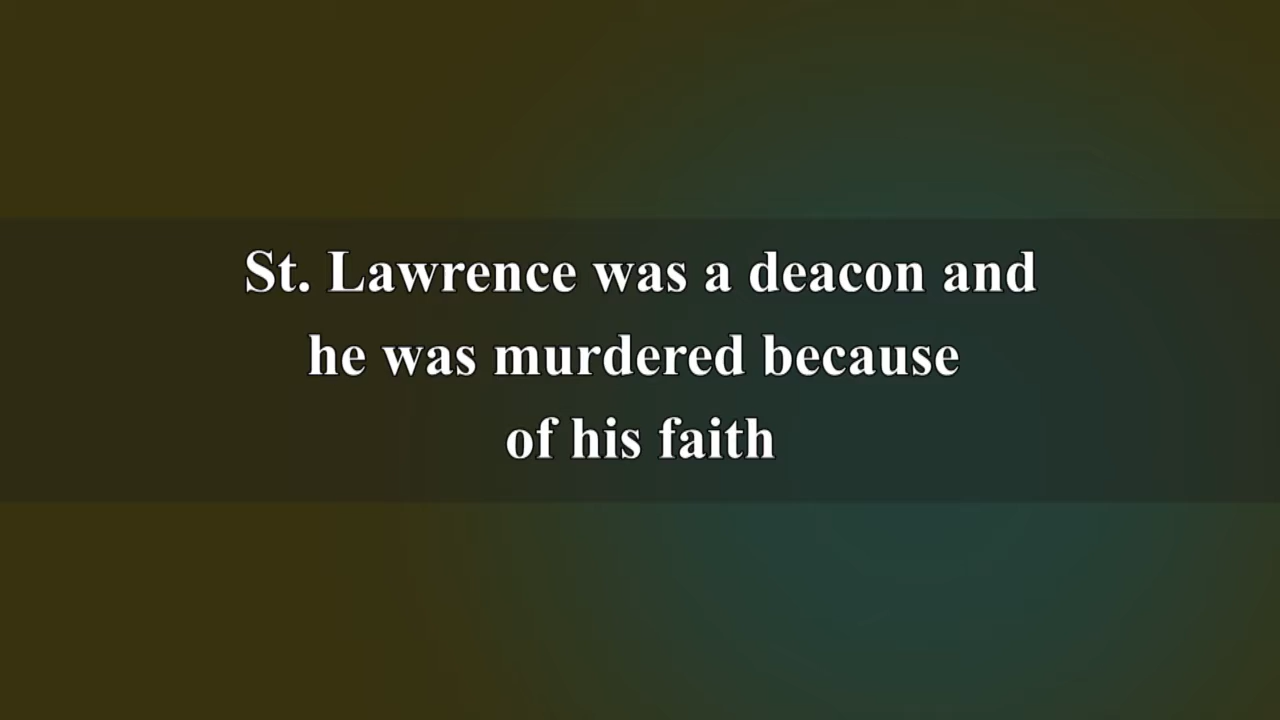 St. Lawrence was a deacon and
he was murdered because
of his faith